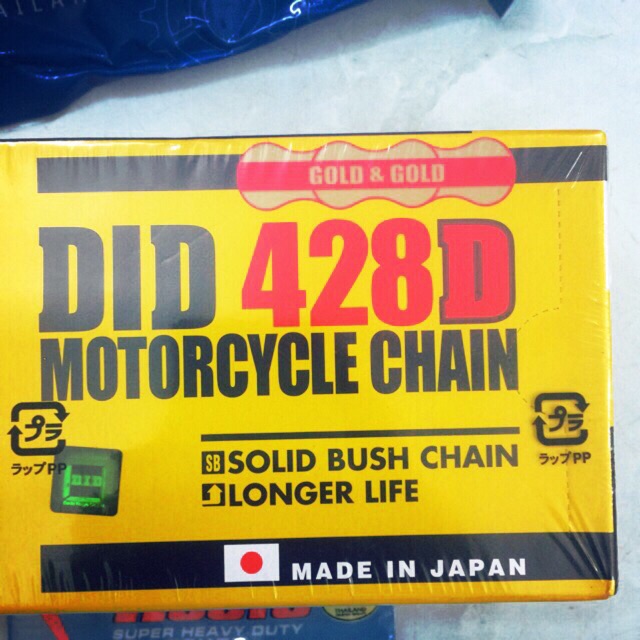 GOLD & GOLD
DID 428D
MOTORCYCLE CHAIN
プラ
ラップPP
プラ
ラップPP
DID
SB SOLID BUSH CHAIN
LONGER LIFE
MADE IN JAPAN
SUPER HEAVY DUTY